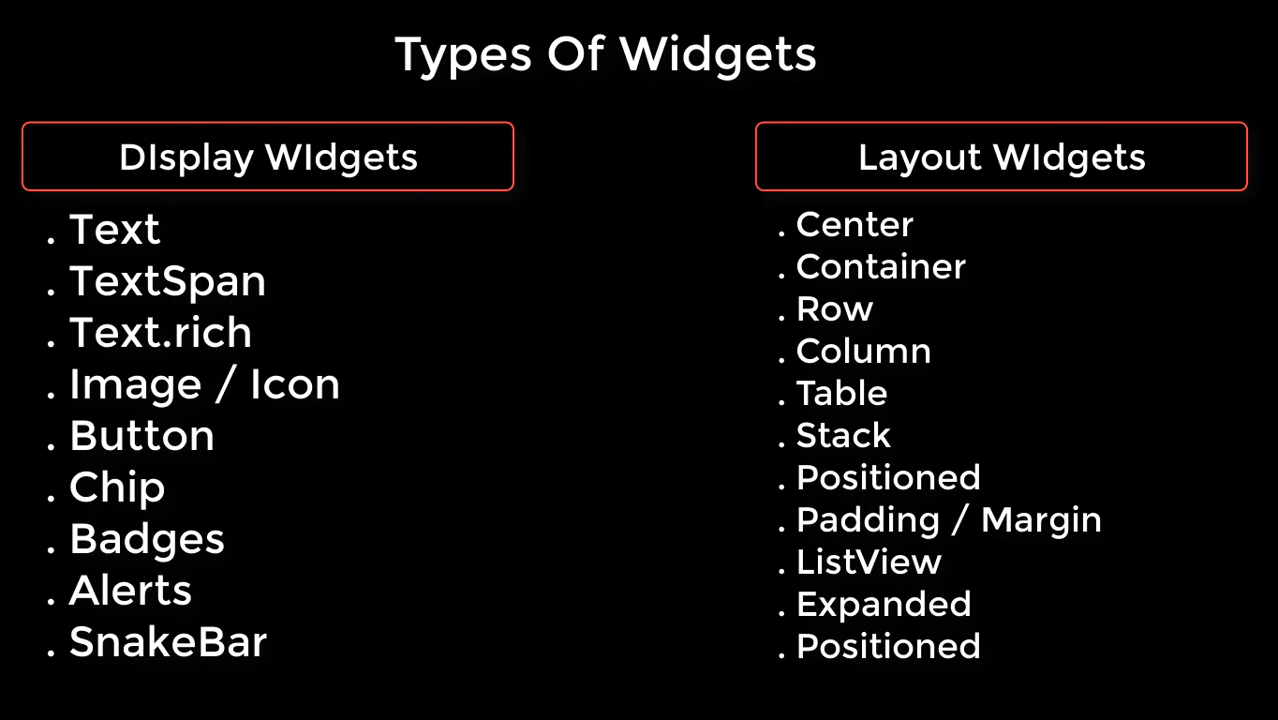 Types Of Widgets
DIsplay WIdgets
. Text
. TextSpan
. Text.rich
. Image / Icon
. Button
. Chip
. Badges
. Alerts
. SnakeBar
Layout WIdgets
. Center
. Container
. Row
. Column
. Table
. Stack
. Positioned
. Padding / Margin
. ListView
. Expanded
. Positioned